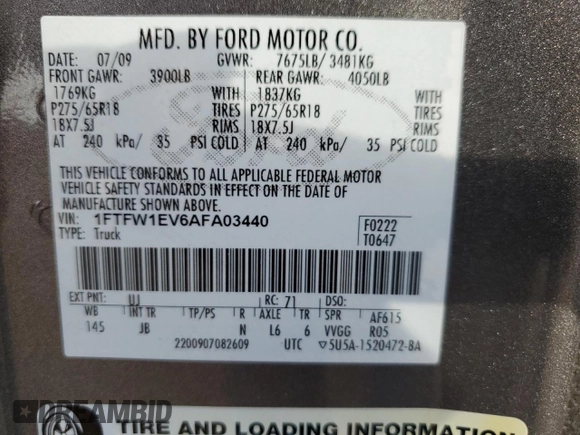 MFD. BY FORD MOTOR CO.
DATE: 07/09 GVWR: 7675LB/ 3481KG
FRONT GAWR: 3900LB REAR GAWR: 4050LB
1769KG WITH 1837KG WITH
P275/65R18 TIRES P275/65R18 TIRES
18X7.5J RIMS 18X7.5J RIMS
AT 240 kPa/ 35 PSI COLD AT 240 kPa/ 35 PSI COLD
Ford
THIS VEHICLE CONFORMS TO ALL APPLICABLE FEDERAL MOTOR
VEHICLE SAFETY STANDARDS IN EFFECT ON THE DATE OF
MANUFACTURE SHOWN ABOVE.
VIN: 1FTFW1EV6AFA03440 F0222
TYPE: Truck T0647
EXT PNT: UJ RC: 71 DSO:
WB INT TR TP/PS R AXLE TR SPR AF615
145 JB N L6 6 VVGG R05
2200907082609 UTC ▽5U5A-1520472-BA
DREAMBID
TIRE AND LOADING INFORMATION